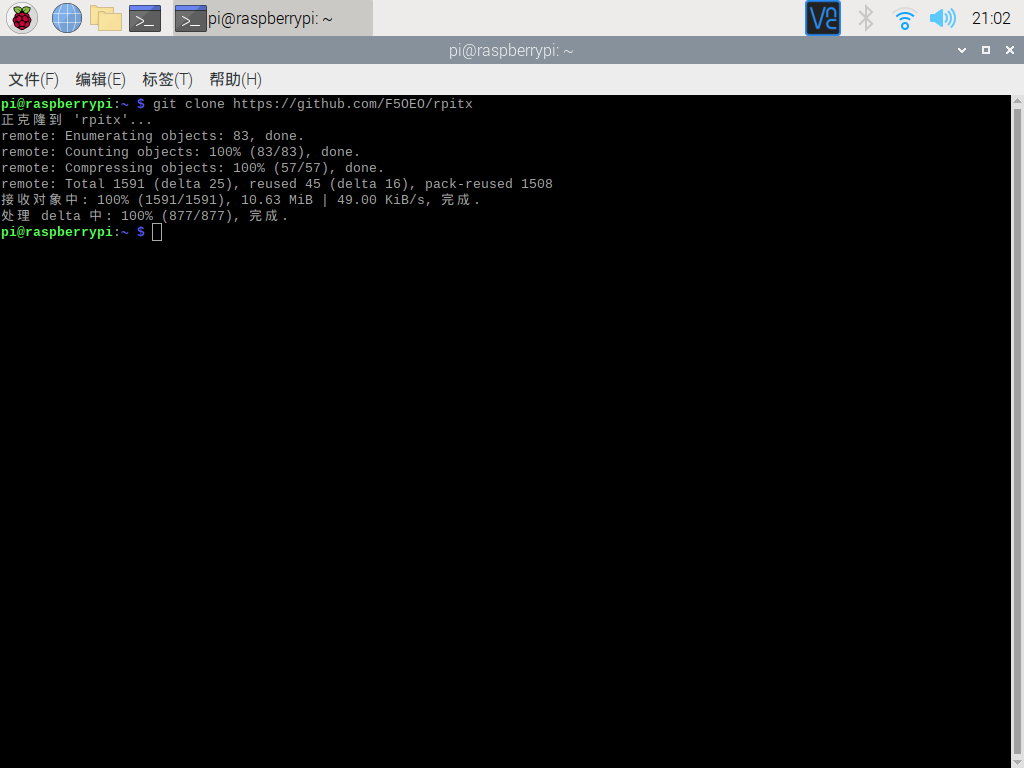 pi@raspberrypi: ~
VNC
21:02
pi@raspberrypi: ~
文件(F) 编辑(E) 标签(T) 帮助(H)
pi@raspberrypi:~ $ git clone https://github.com/F5OEO/rpitx
正克隆到 'rpitx'...
remote: Enumerating objects: 83, done.
remote: Counting objects: 100% (83/83), done.
remote: Compressing objects: 100% (57/57), done.
remote: Total 1591 (delta 25), reused 45 (delta 16), pack-reused 1508
接收对象中: 100% (1591/1591), 10.63 MiB | 49.00 KiB/s, 完成.
处理 delta 中: 100% (877/877), 完成.
pi@raspberrypi:~ $